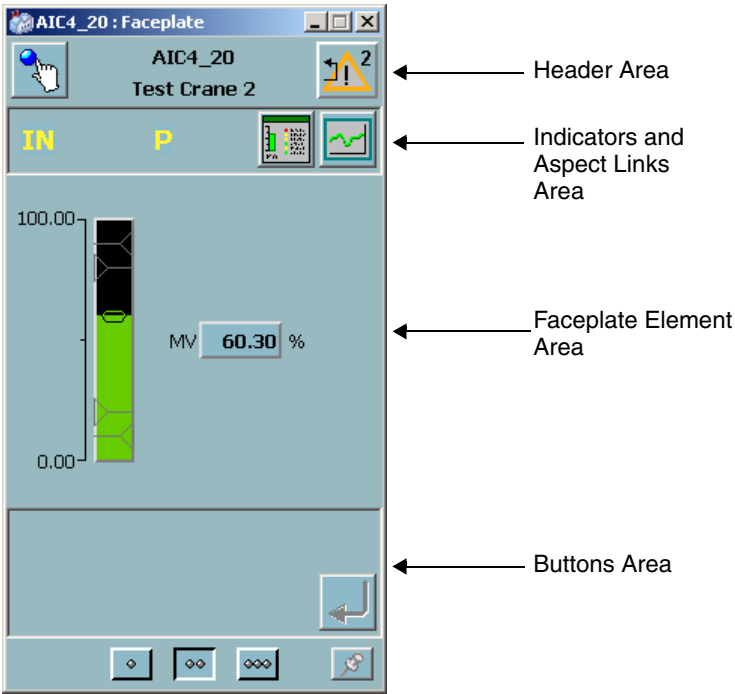 AIC4_20 : Faceplate
AIC4_20
Test Crane 2
2
Header Area
IN P
Indicators and
Aspect Links
Area
100.00
MV 60.30 %
0.00
Faceplate Element
Area
Buttons Area